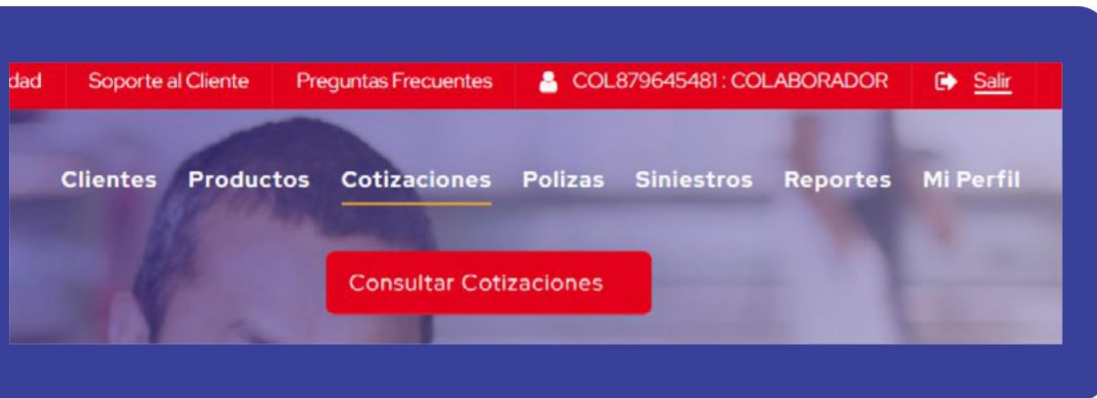 dad Soporte al Cliente Preguntas Frecuentes COL879645481 : COLABORADOR Salir
Clientes Productos Cotizaciones Polizas Siniestros Reportes Mi Perfil
Consultar Cotizaciones